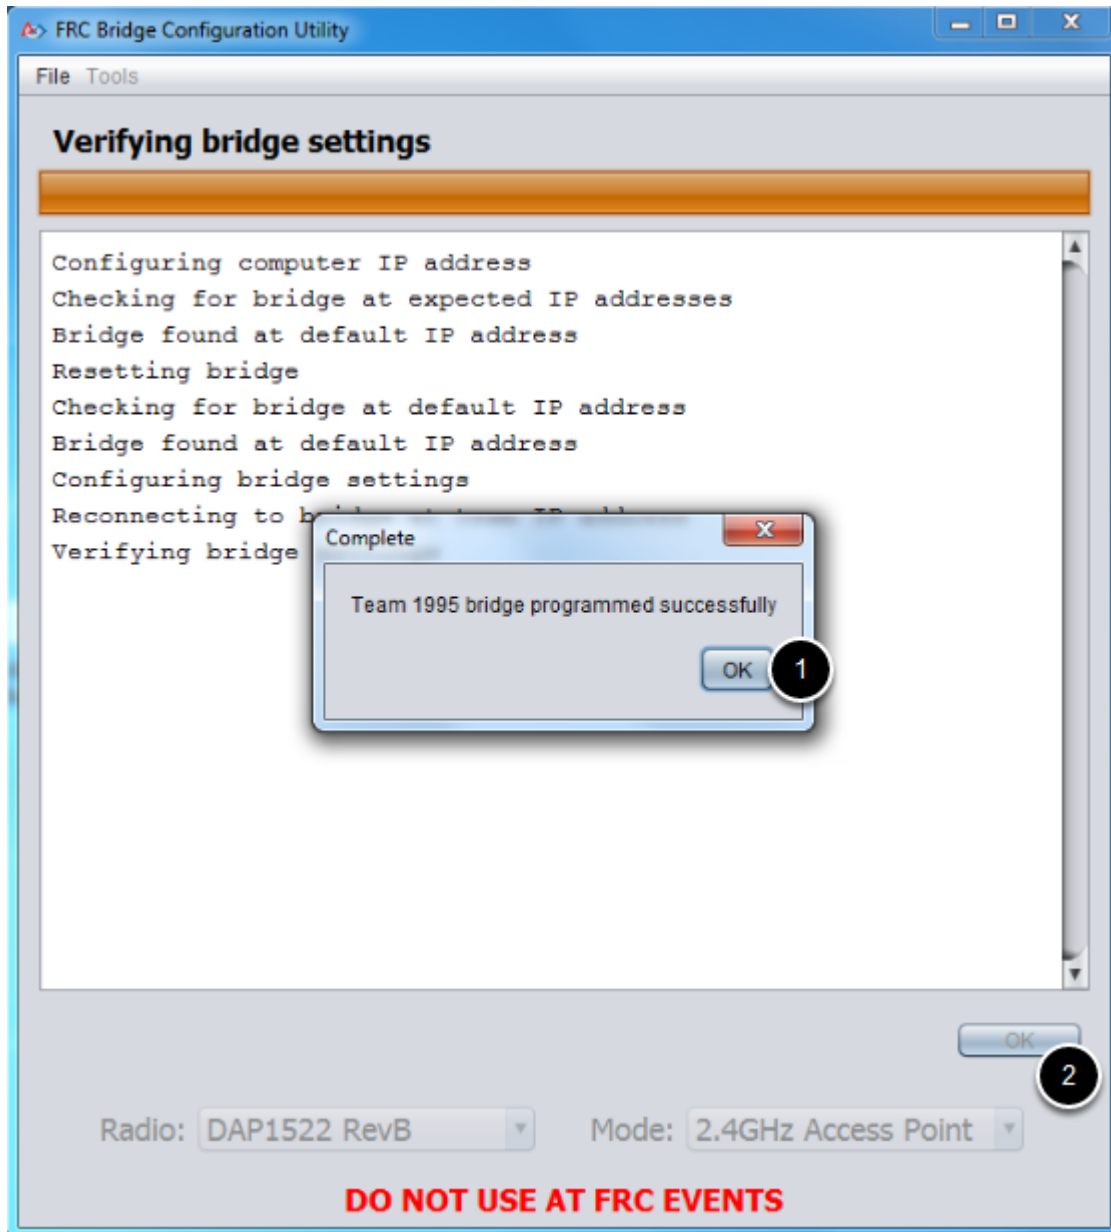 FRC Bridge Configuration Utility
File Tools
Verifying bridge settings
Configuring computer IP address
Checking for bridge at expected IP addresses
Bridge found at default IP address
Resetting bridge
Checking for bridge at default IP address
Bridge found at default IP address
Configuring bridge settings
Reconnecting to
Verifying bridge
Complete
Team 1995 bridge programmed successfully
OK 1
OK
2
Radio: DAP1522 RevB Mode: 2.4GHz Access Point
DO NOT USE AT FRC EVENTS